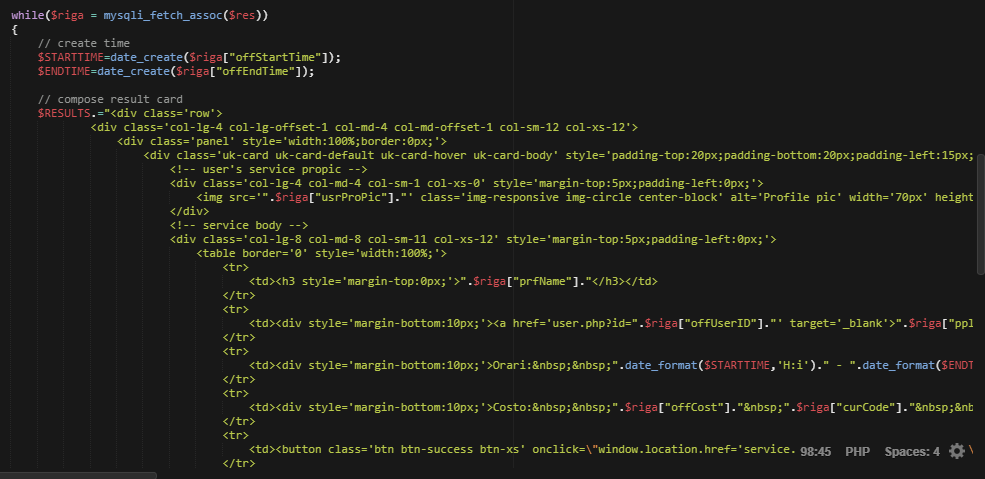 while($riga = mysqli_fetch_assoc($res))
{
    // create time
    $STARTTIME=date_create($riga["offStartTime"]);
    $ENDTIME=date_create($riga["offEndTime"]);

    // compose result card
    $RESULTS.="<div class='row'>
            <div class='col-lg-4 col-lg-offset-1 col-md-4 col-md-offset-1 col-sm-12 col-xs-12'>
                <div class='panel' style='width:100%;border:0px;'>
                    <div class='uk-card uk-card-default uk-card-hover uk-card-body' style='padding-top:20px;padding-bottom:20px;padding-left:15px;
                        <!-- user's service propic -->
                        <div class='col-lg-4 col-md-4 col-sm-1 col-xs-0' style='margin-top:5px;padding-left:0px;'>
                            <img src='".$riga["usrProPic"]."' class='img-responsive img-circle center-block' alt='Profile pic' width='70px' height
                        </div>
                        <!-- service body -->
                        <div class='col-lg-8 col-md-8 col-sm-11 col-xs-12' style='margin-top:5px;padding-left:0px;'>
                            <table border='0' style='width:100%;'>
                                <tr>
                                    <td><h3 style='margin-top:0px;'>".$riga["prfName"]."</h3></td>
                                </tr>
                                <tr>
                                    <td><div style='margin-bottom:10px;'><a href='user.php?id=".$riga["offUserID"]."' target='_blank'>".$riga["ppl
                                </tr>
                                <tr>
                                    <td><div style='margin-bottom:10px;'>Orari:&nbsp;&nbsp;".date_format($STARTTIME,'H:i')." - ".date_format($ENDT
                                </tr>
                                <tr>
                                    <td><div style='margin-bottom:10px;'>Costo:&nbsp;&nbsp;".$riga["offCost"]."&nbsp;".$riga["curCode"]."&nbsp;&nb
                                </tr>
                                <tr>
                                    <td><button class='btn btn-success btn-xs' onclick=\"window.location.href='service. 98:45 PHP Spaces: 4 \
                                </tr>